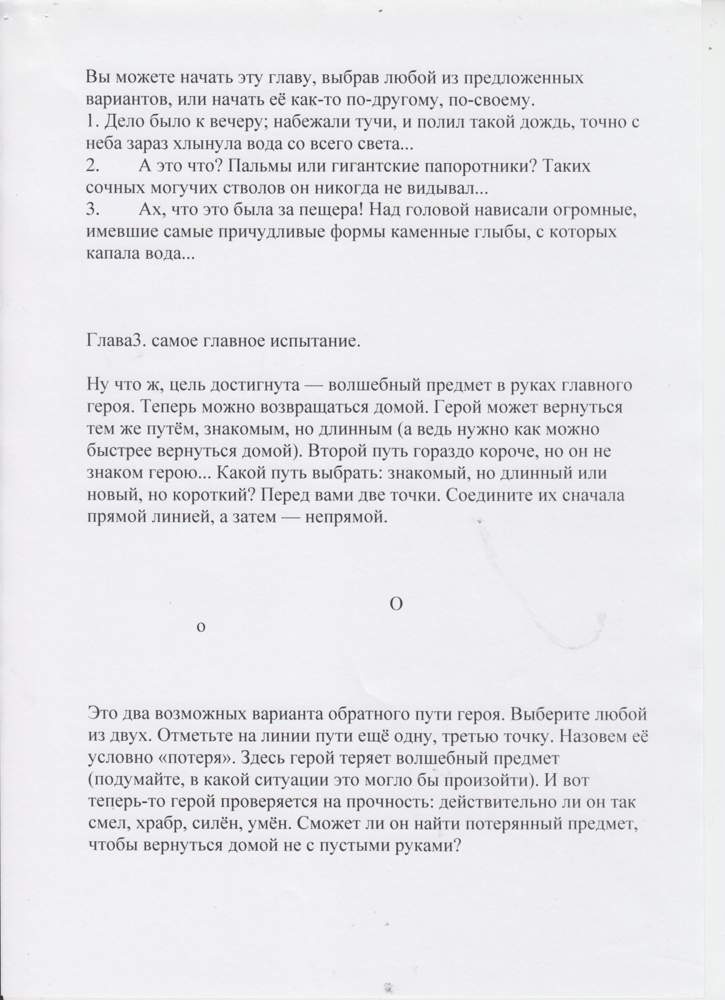 Вы можете начать эту главу, выбрав любой из предложенных
вариантов, или начать её как-то по-другому, по-своему.
1. Дело было к вечеру; набежали тучи, и полил такой дождь, точно с
неба зараз хлынула вода со всего света...
2. А это что? Пальмы или гигантские папоротники? Таких
сочных могучих стволов он никогда не видывал...
3. Ах, что это была за пещера! Над головой нависали огромные,
имевшие самые причудливые формы каменные глыбы, с которых
капала вода...
Глава3. самое главное испытание.
Ну что ж, цель достигнута — волшебный предмет в руках главного
героя. Теперь можно возвращаться домой. Герой может вернуться
тем же путём, знакомым, но длинным (а ведь нужно как можно
быстрее вернуться домой). Второй путь гораздо короче, но он не
знаком герою... Какой путь выбрать: знакомый, но длинный или
новый, но короткий? Перед вами две точки. Соедините их сначала
прямой линией, а затем — непрямой.
О
о
Это два возможных варианта обратного пути героя. Выберите любой
из двух. Отметьте на линии пути ещё одну, третью точку. Назовем её
условно «потеря». Здесь герой теряет волшебный предмет
(подумайте, в какой ситуации это могло бы произойти). И вот
теперь-то герой проверяется на прочность: действительно ли он так
смел, храбр, силён, умён. Сможет ли он найти потерянный предмет,
чтобы вернуться домой не с пустыми руками?